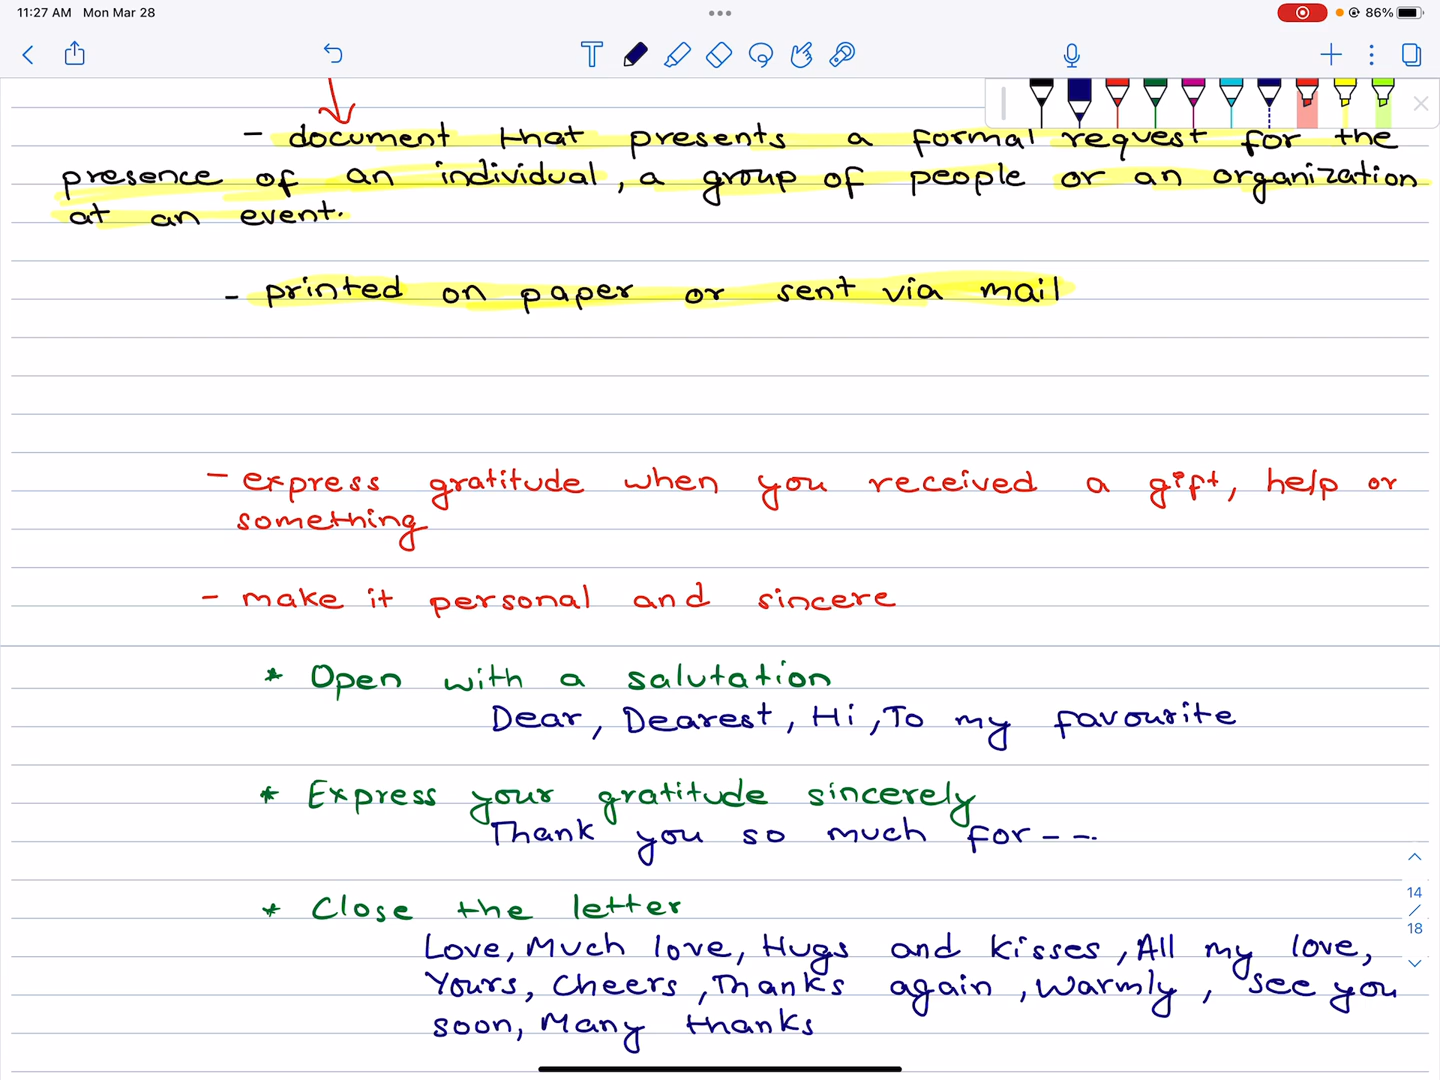 11:27 AM Mon Mar 28
86%
- document that presents a formal request for the
presence of an individual, a group of people or an organization
at an event.
- printed on paper or sent via mail
- express gratitude when you received a gift, help or
something
- make it personal and sincere
* Open with a salutation
Dear, Dearest, Hi, To my favourite
* Express your gratitude sincerely
Thank you so much for - -
* Close the letter
Love, Much love, Hugs and kisses, All my love,
Yours, Cheers, Thanks again, Warmly, see you
soon, Many thanks
14
/
18